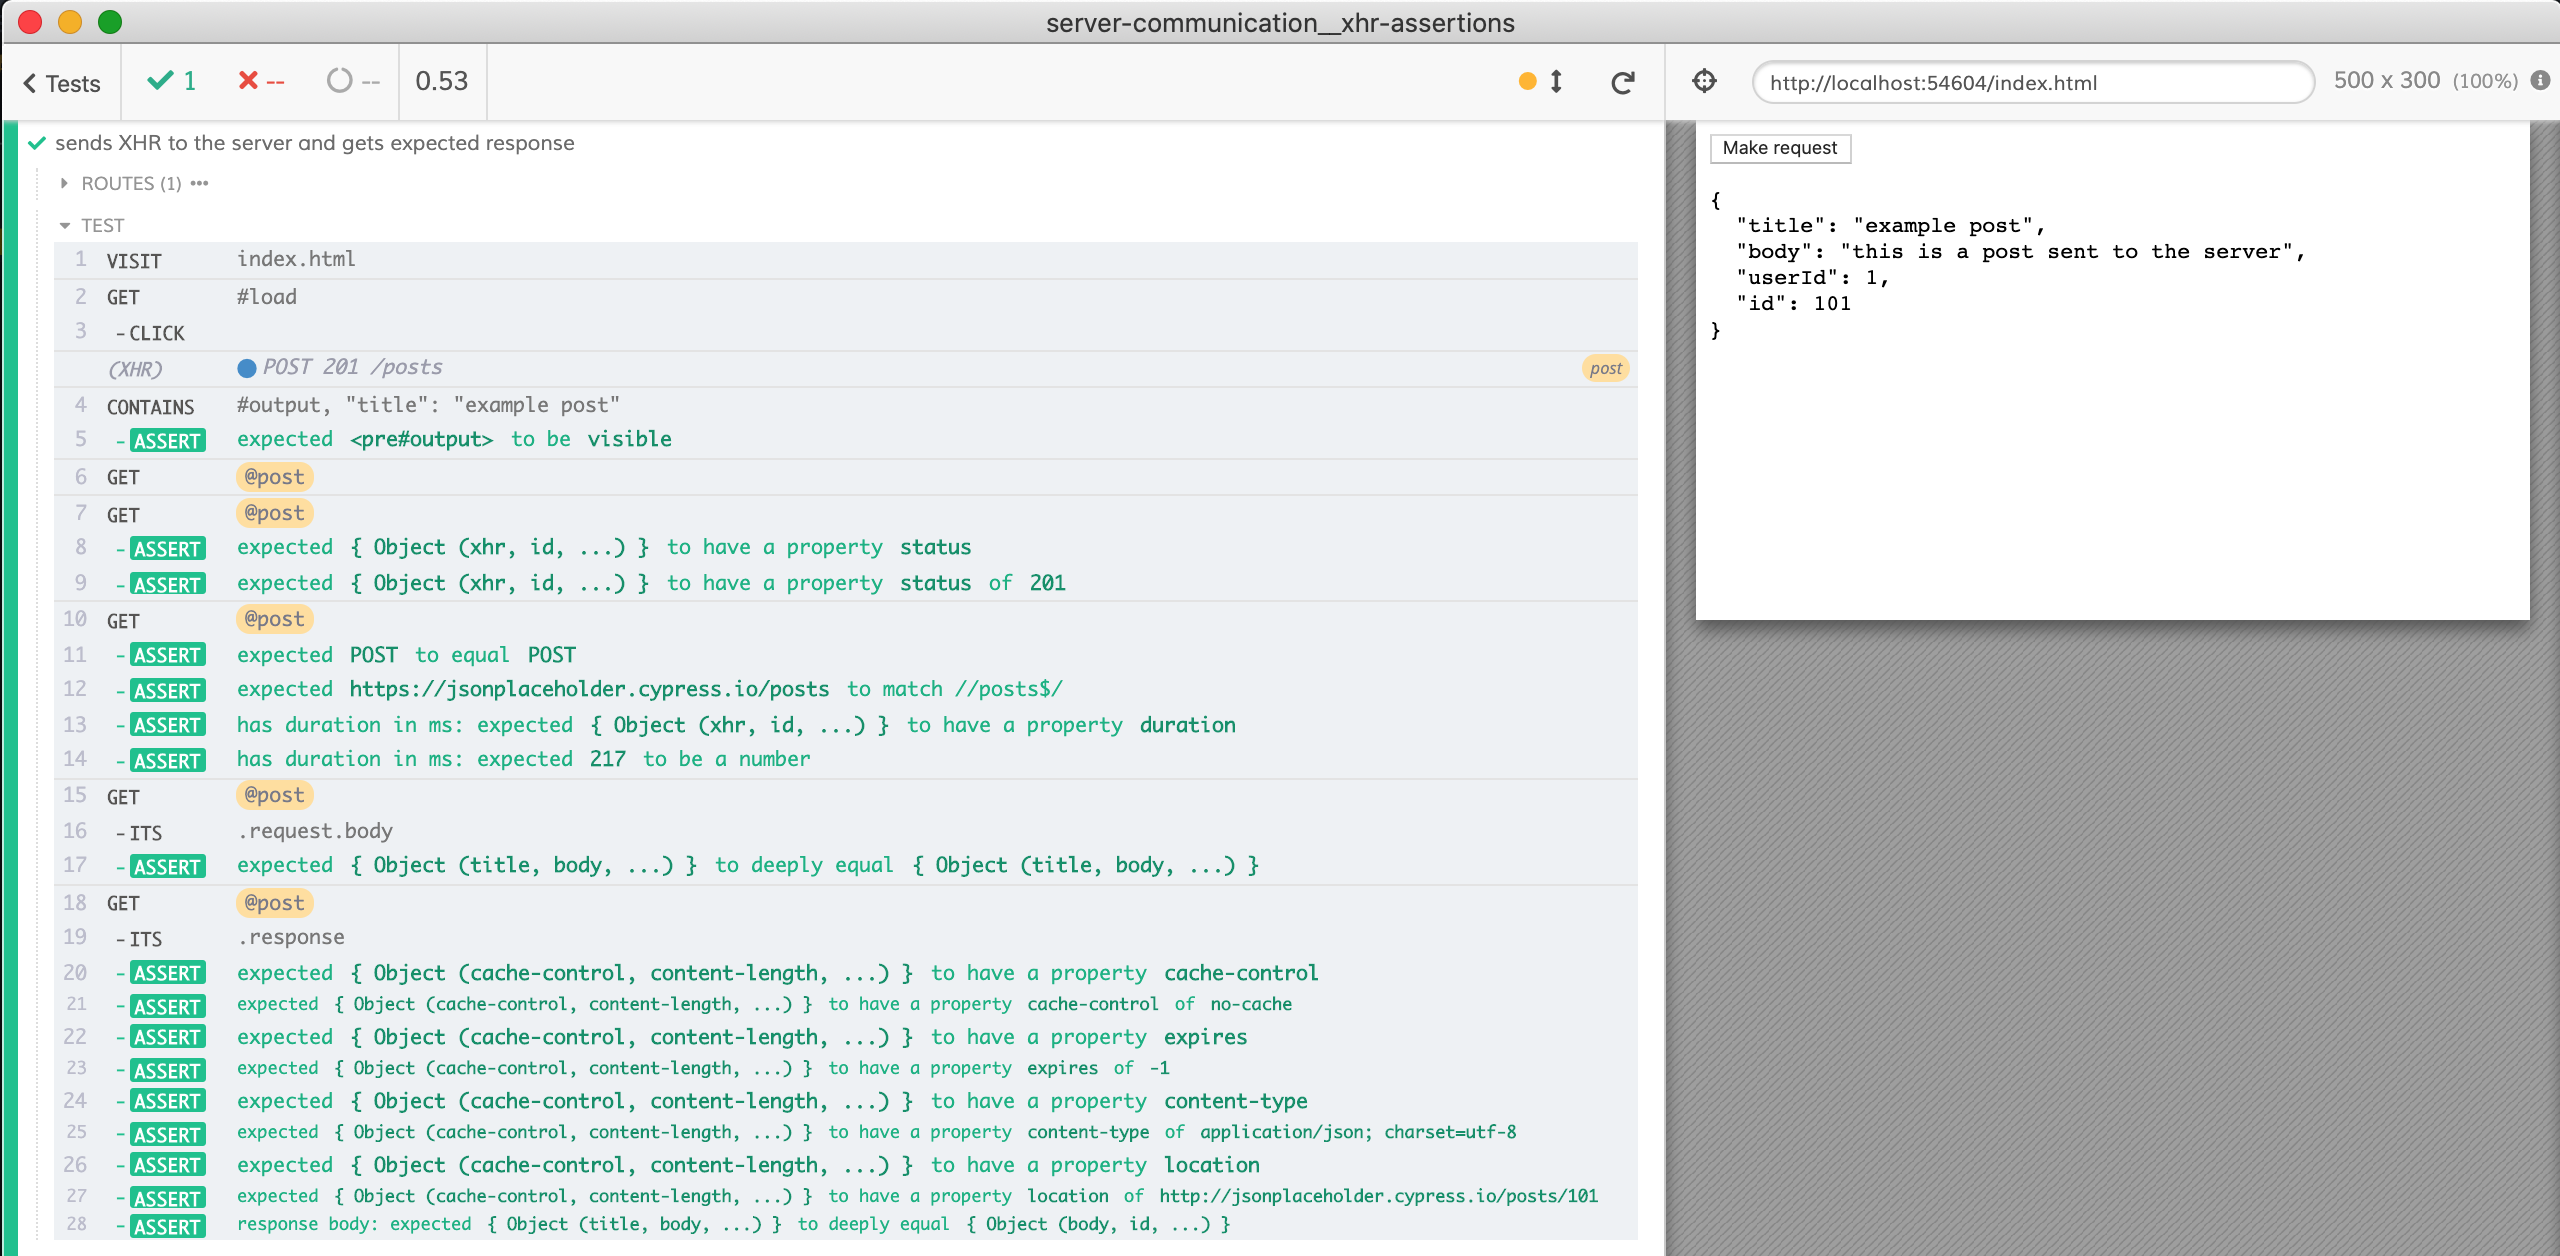 server-communication__xhr-assertions
Tests 1 -- -- 0.53
http://localhost:54604/index.html 500 x 300 (100%)
sends XHR to the server and gets expected response
ROUTES (1) •••
TEST
1 VISIT index.html
2 GET #load
3 -CLICK
(XHR) POST 201 /posts post
4 CONTAINS #output, "title": "example post"
5 -ASSERT expected <pre#output> to be visible
6 GET @post
7 GET @post
8 -ASSERT expected { Object (xhr, id, ...) } to have a property status
9 -ASSERT expected { Object (xhr, id, ...) } to have a property status of 201
10 GET @post
11 -ASSERT expected POST to equal POST
12 -ASSERT expected https://jsonplaceholder.cypress.io/posts to match //posts$/
13 -ASSERT has duration in ms: expected { Object (xhr, id, ...) } to have a property duration
14 -ASSERT has duration in ms: expected 217 to be a number
15 GET @post
16 -ITS .request.body
17 -ASSERT expected { Object (title, body, ...) } to deeply equal { Object (title, body, ...) }
18 GET @post
19 -ITS .response
20 -ASSERT expected { Object (cache-control, content-length, ...) } to have a property cache-control
21 -ASSERT expected { Object (cache-control, content-length, ...) } to have a property cache-control of no-cache
22 -ASSERT expected { Object (cache-control, content-length, ...) } to have a property expires
23 -ASSERT expected { Object (cache-control, content-length, ...) } to have a property expires of -1
24 -ASSERT expected { Object (cache-control, content-length, ...) } to have a property content-type
25 -ASSERT expected { Object (cache-control, content-length, ...) } to have a property content-type of application/json; charset=utf-8
26 -ASSERT expected { Object (cache-control, content-length, ...) } to have a property location
27 -ASSERT expected { Object (cache-control, content-length, ...) } to have a property location of http://jsonplaceholder.cypress.io/posts/101
28 -ASSERT response body: expected { Object (title, body, ...) } to deeply equal { Object (body, id, ...) }
Make request
{
"title": "example post",
"body": "this is a post sent to the server",
"userId": 1,
"id": 101
}